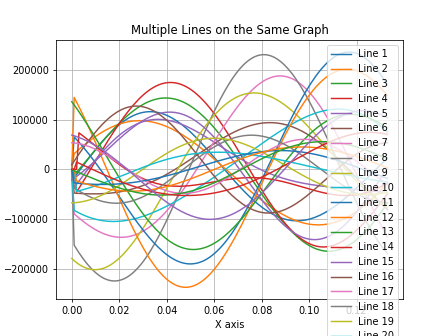 Multiple Lines on the Same Graph
200000
100000
0
−100000
−200000
0.00
0.02
0.04
0.06
0.08
0.10
X axis
Line 1
Line 2
Line 3
Line 4
Line 5
Line 6
Line 7
Line 8
Line 9
Line 10
Line 11
Line 12
Line 13
Line 14
Line 15
Line 16
Line 17
Line 18
Line 19
Line 20